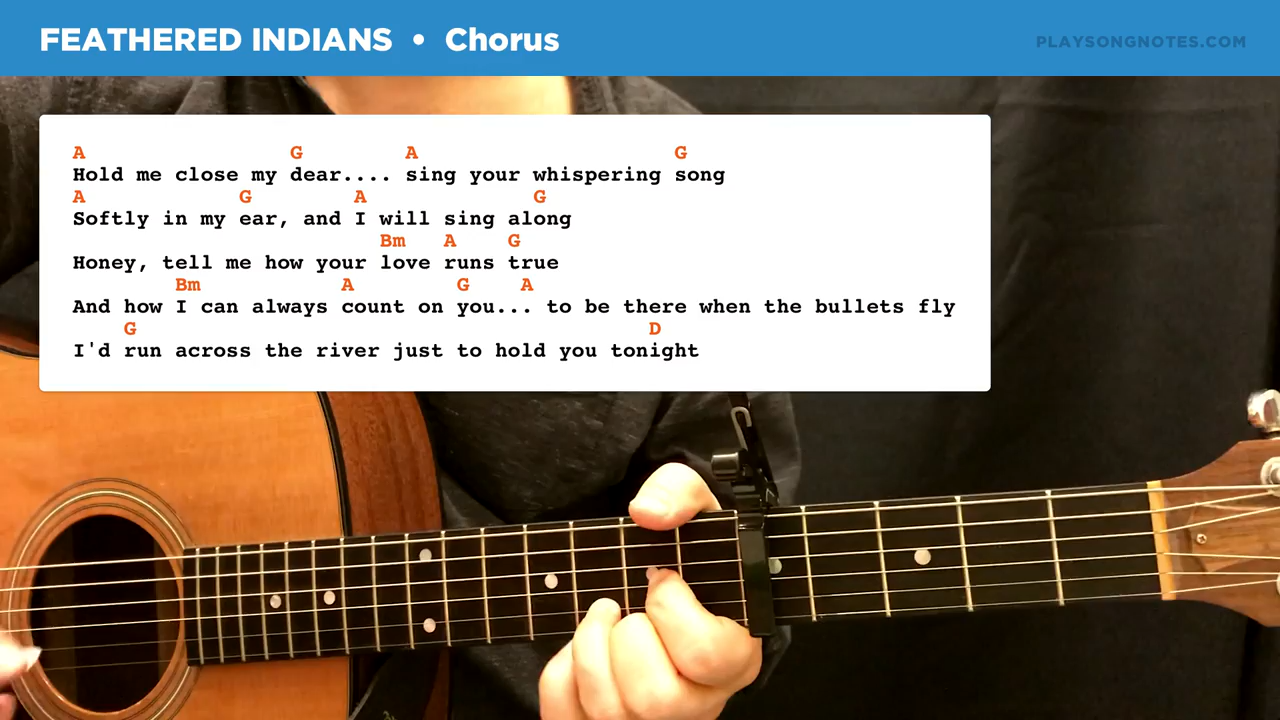 FEATHERED INDIANS • Chorus
PLAYSONGNOTES.COM
A G A G
Hold me close my dear.... sing your whispering song
A G A G
Softly in my ear, and I will sing along
Bm A G
Honey, tell me how your love runs true
Bm A G A
And how I can always count on you... to be there when the bullets fly
G D
I'd run across the river just to hold you tonight